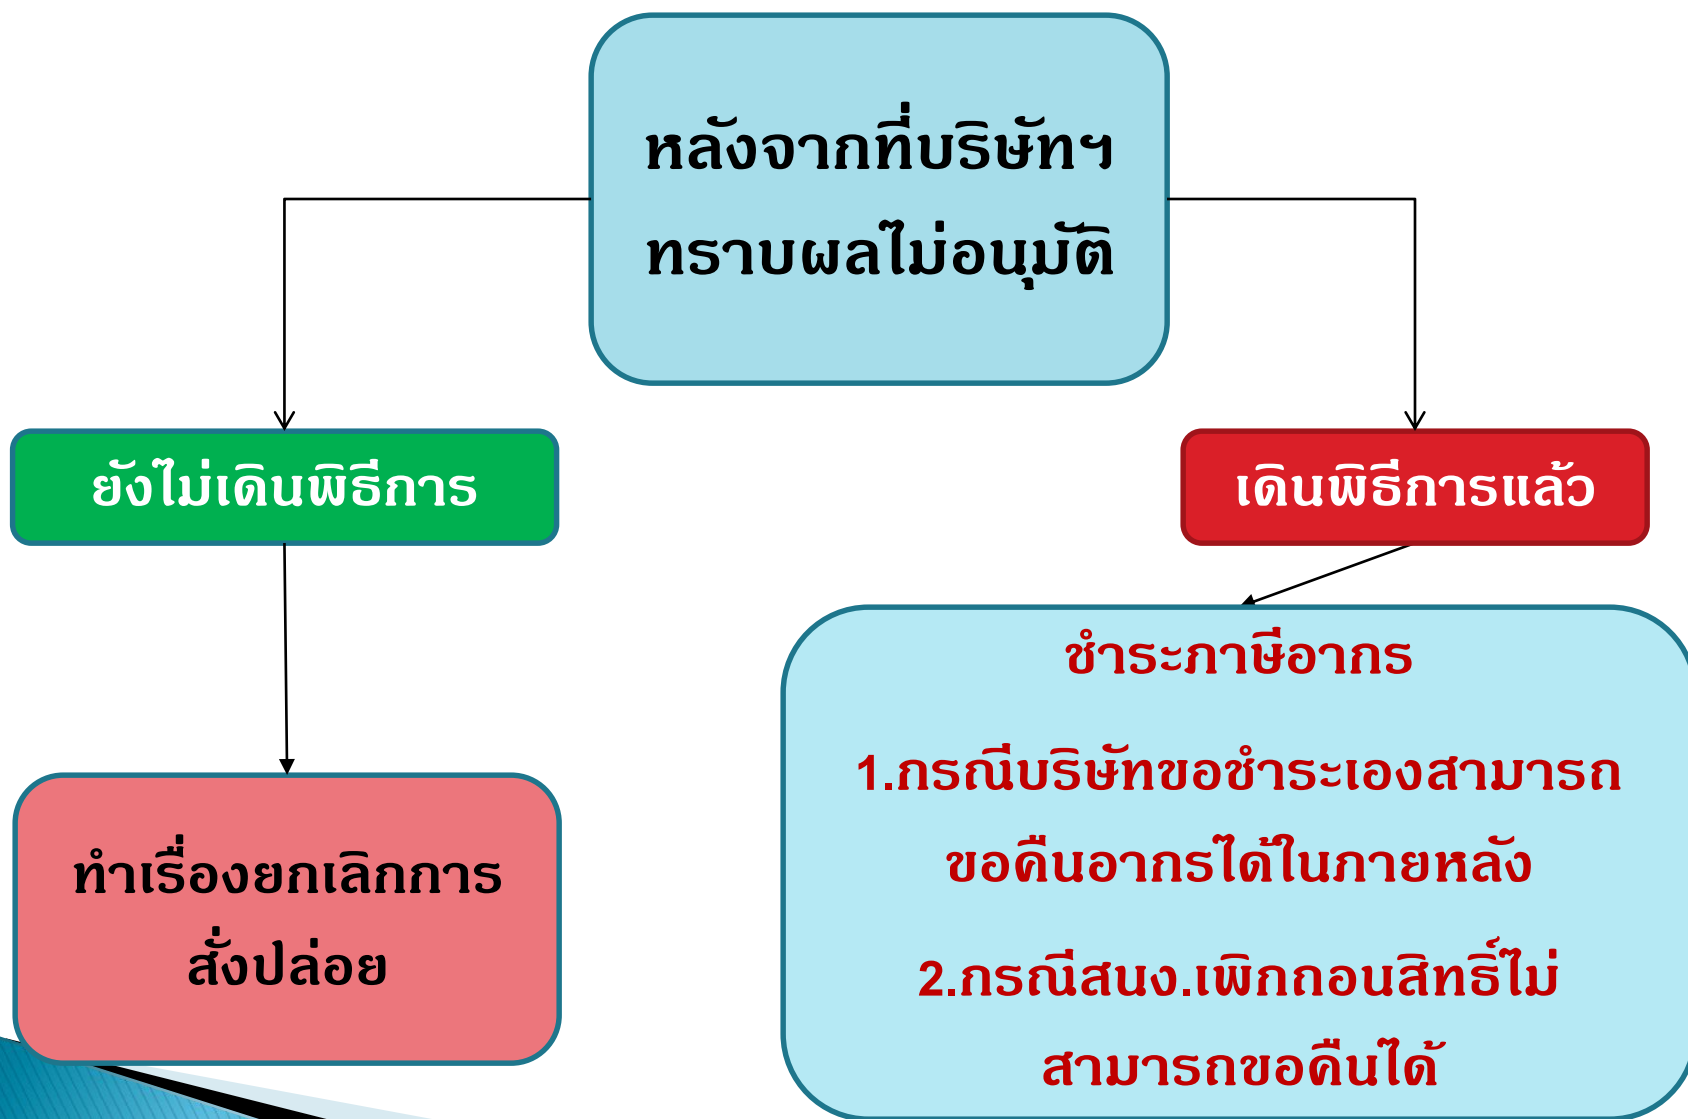 หลังจากที่บริษัทฯ
ทราบผลไม่อนุมัติ
ยังไม่เดินพิธีการ
เดินพิธีการแล้ว
ทำเรื่องยกเลิกการ
สั่งปล่อย
ชำระภาษีอากร
1.กรณีบริษัทขอชำระเองสามารถ
ขอคืนอากรได้ในภายหลัง
2.กรณีสนง.เพิกถอนสิทธิ์ไม่
สามารถขอคืนได้